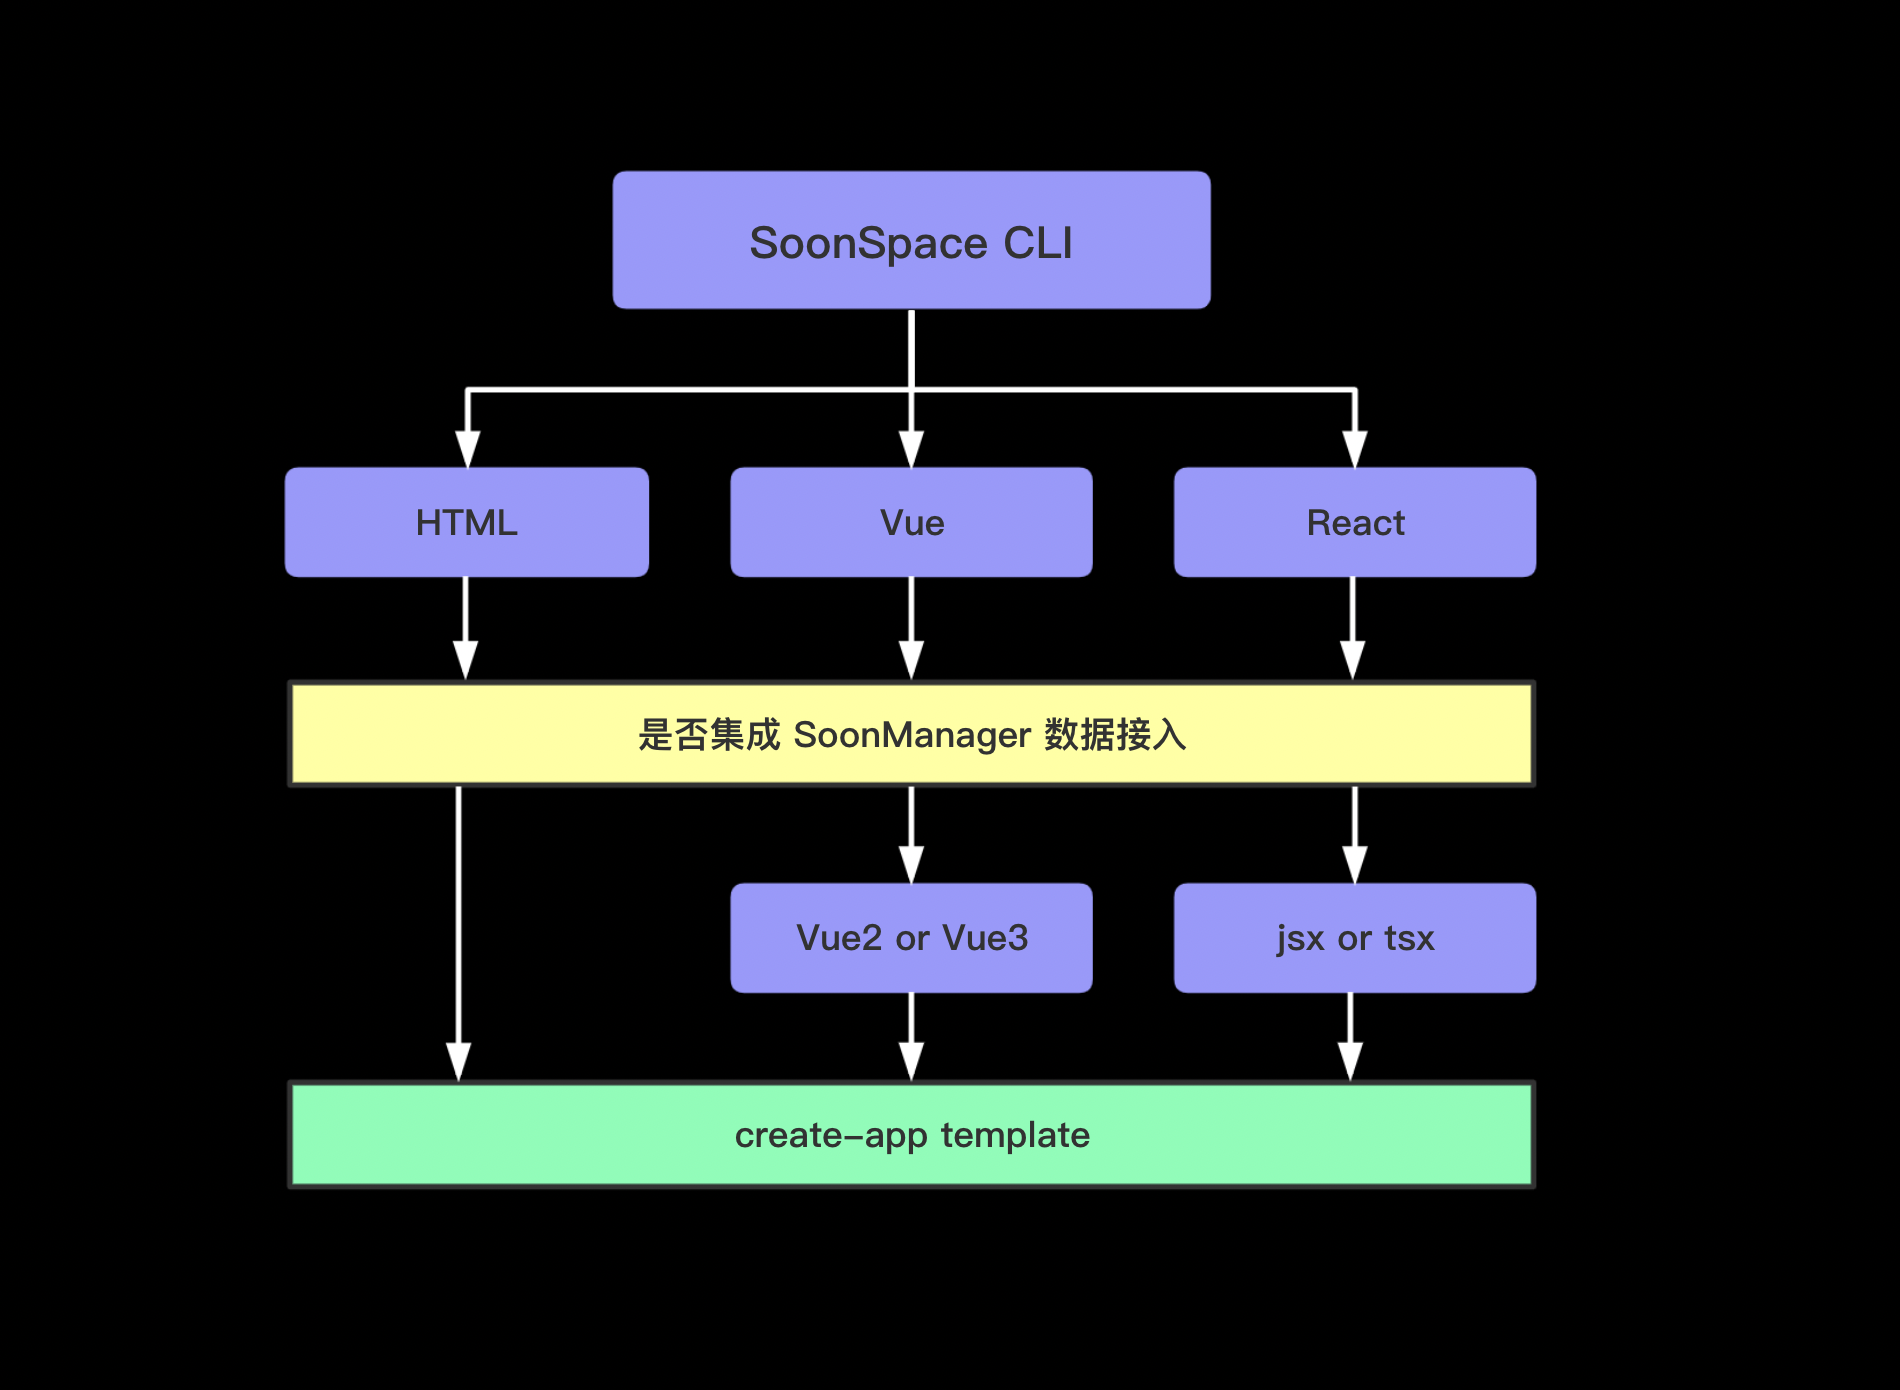 SoonSpace CLI
HTML
Vue
React
是否集成 SoonManager 数据接入
Vue2 or Vue3
jsx or tsx
create-app template